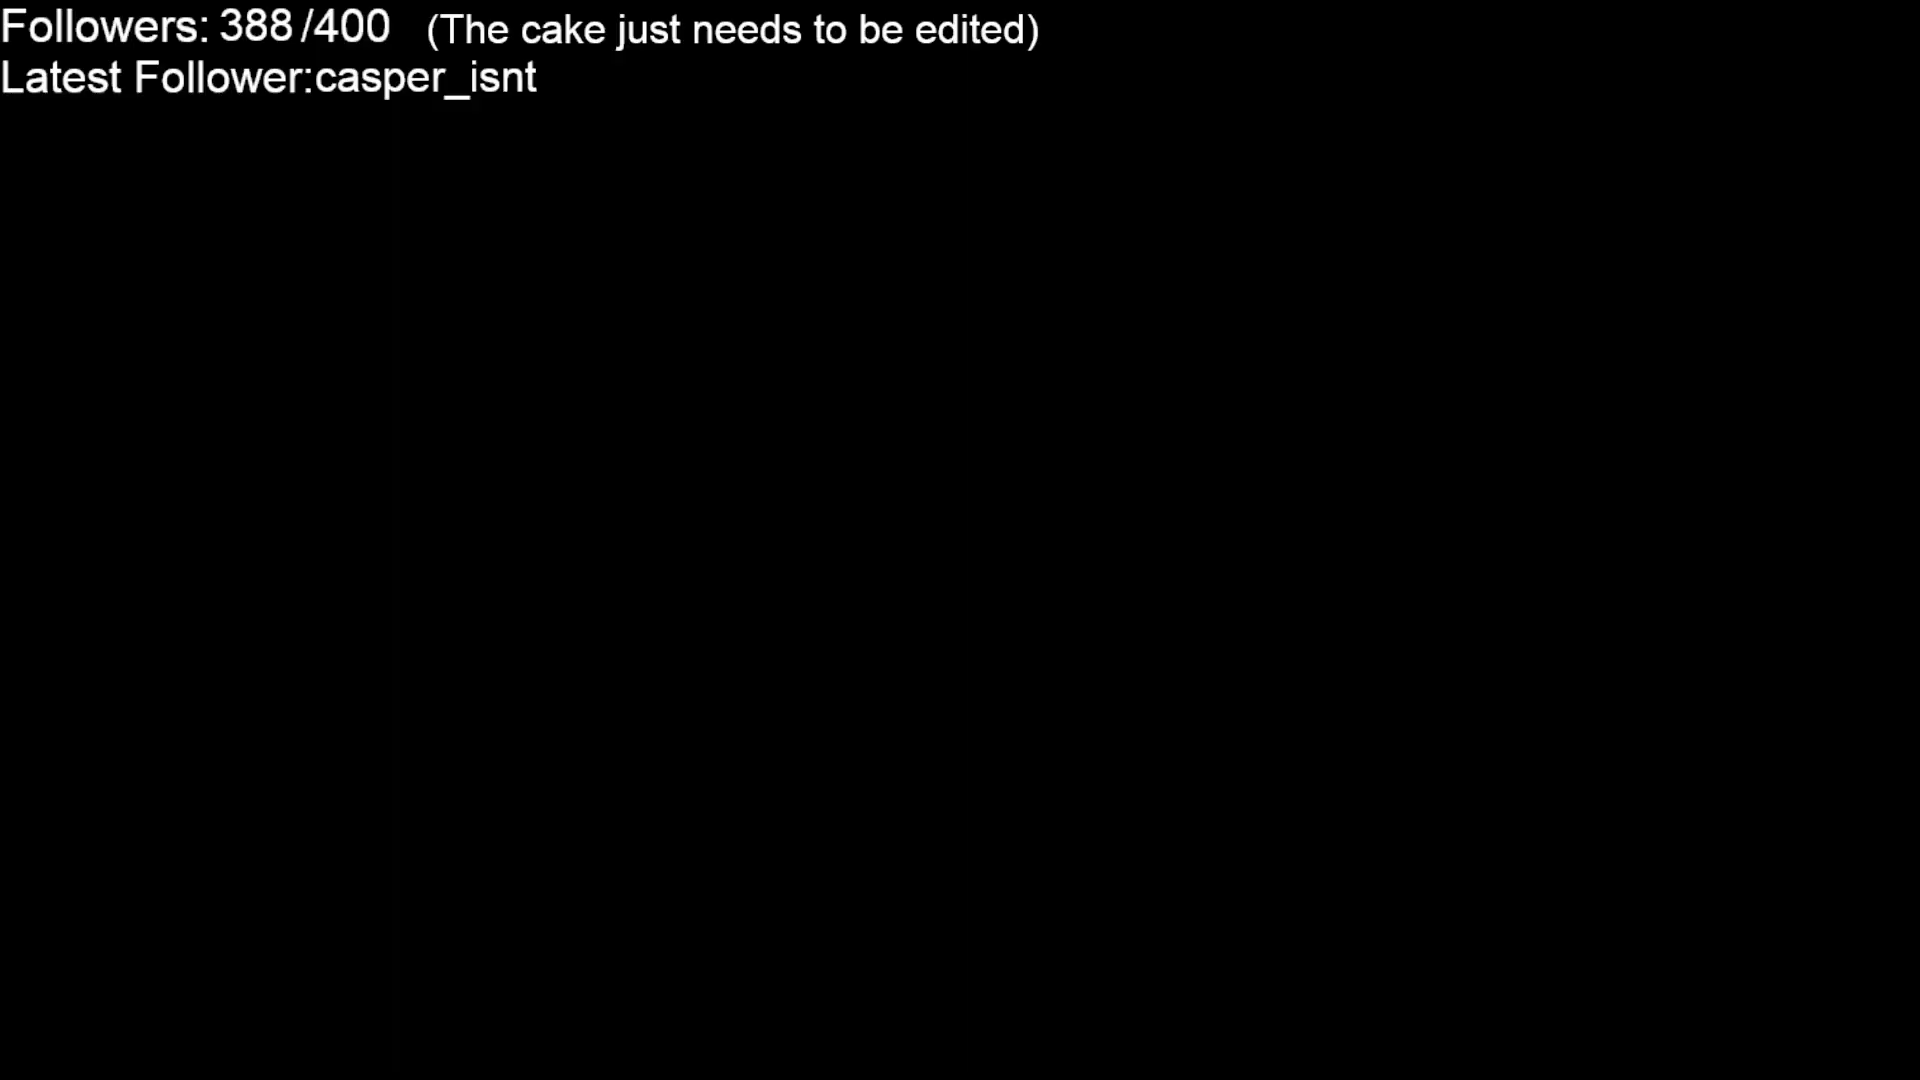 Followers: 388/400 (The cake just needs to be edited)
Latest Follower:casper_isnt